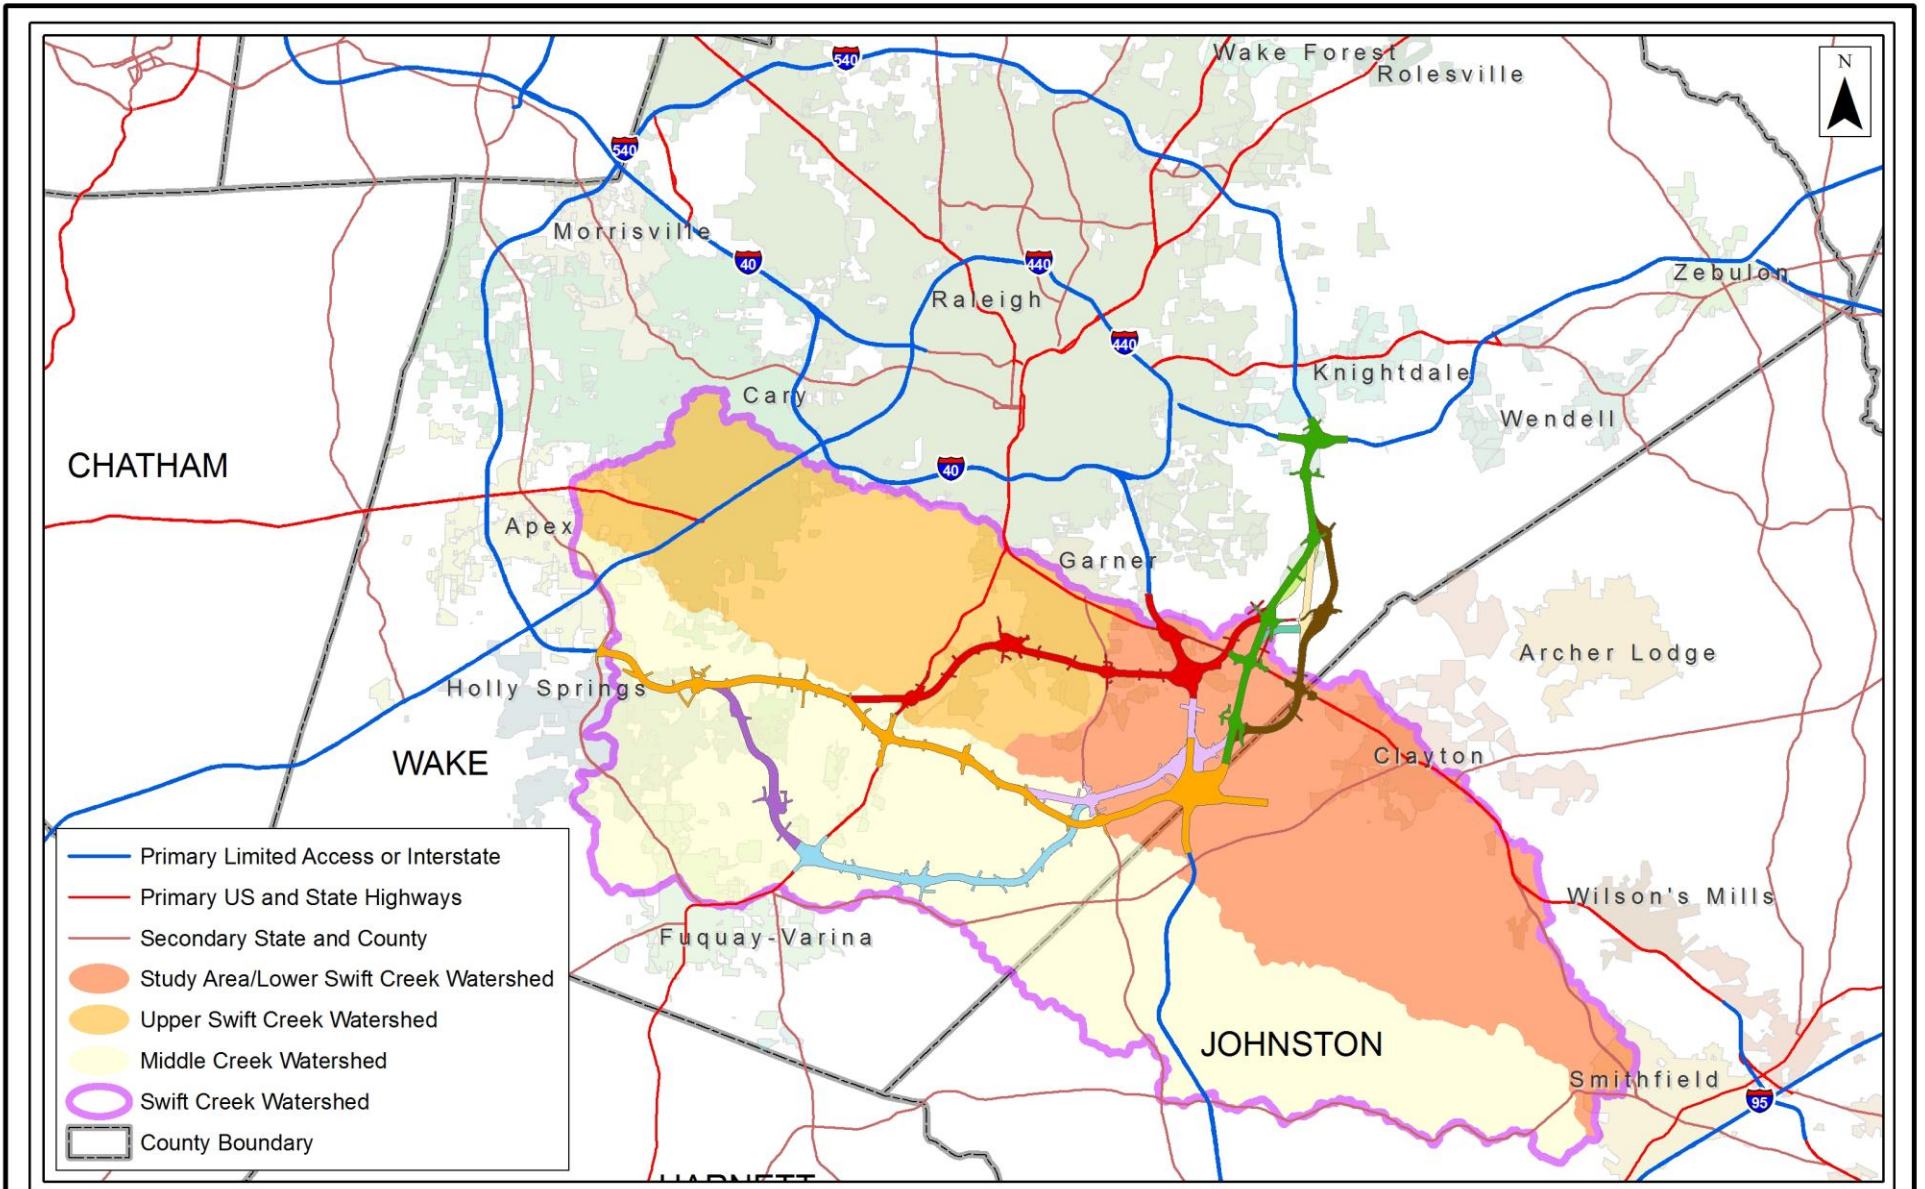 540
Wake Forest
Rolesville
N
540
Morrisville
40
440
Zebulon
Raleigh
440
Knightdale
Cary
Wendell
CHATHAM
40
Apex
Garner
Archer Lodge
Holly Springs
WAKE
Clayton
Primary Limited Access or Interstate
Primary US and State Highways
Secondary State and County
Study Area/Lower Swift Creek Watershed
Upper Swift Creek Watershed
Middle Creek Watershed
Swift Creek Watershed
County Boundary
Wilson's Mills
Fuquay-Varina
JOHNSTON
Smithfield
95
HARNETT